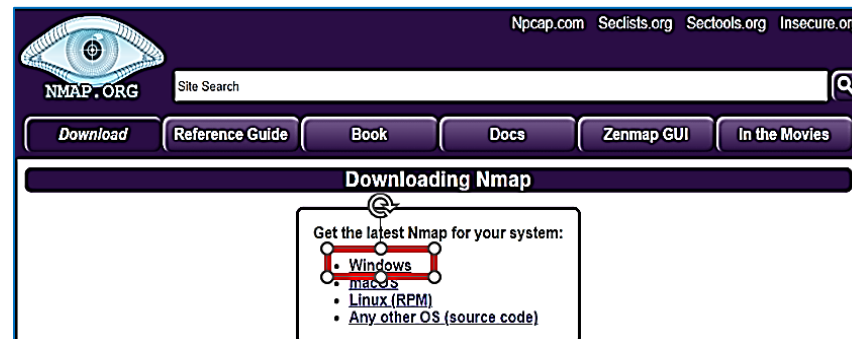 Npcap.com Seclists.org Sectools.org Insecure.or
NMAP.ORG
Site Search
Download Reference Guide Book Docs Zenmap GUI In the Movies
Downloading Nmap
Get the latest Nmap for your system:
• Windows
• macOS
• Linux (RPM)
• Any other OS (source code)